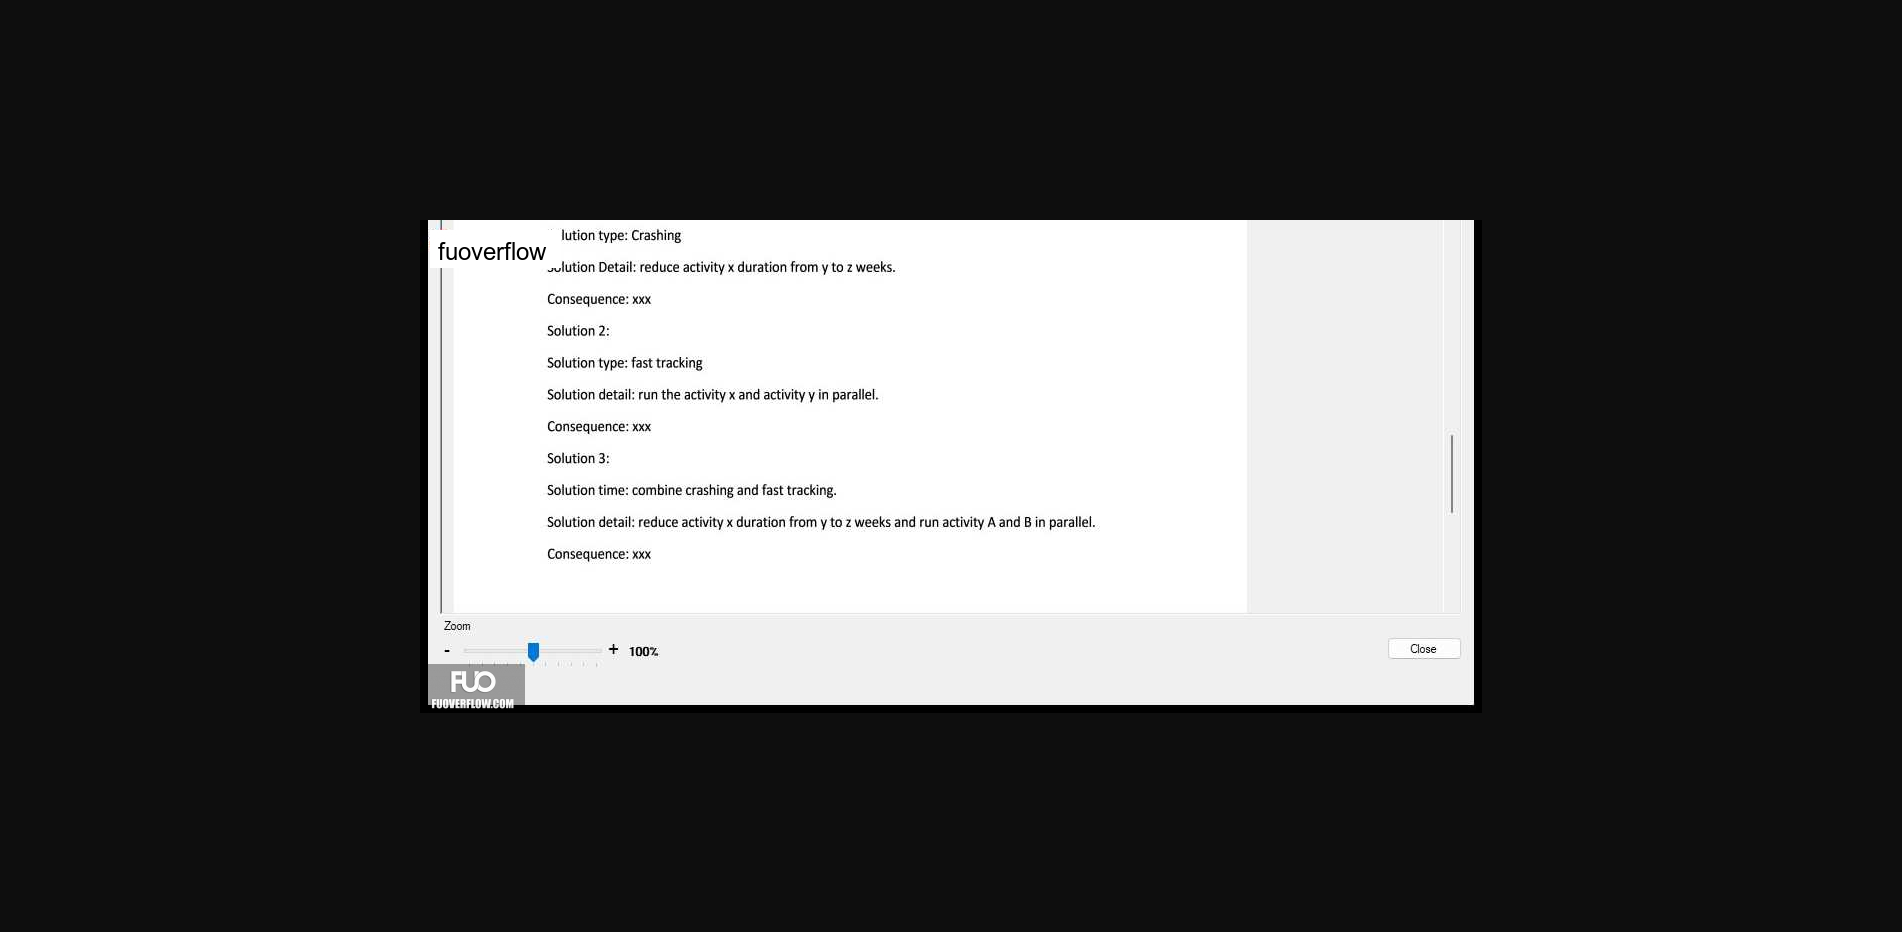 lution type: Crashing
fuoverflow
Solution Detail: reduce activity x duration from y to z weeks.
Consequence: xxx
Solution 2:
Solution type: fast tracking
Solution detail: run the activity x and activity y in parallel.
Consequence: xxx
Solution 3:
Solution time: combine crashing and fast tracking.
Solution detail: reduce activity x duration from y to z weeks and run activity A and B in parallel.
Consequence: xxx
Zoom
- + 100%
Close
FUO
FUOVERFLOW.COM